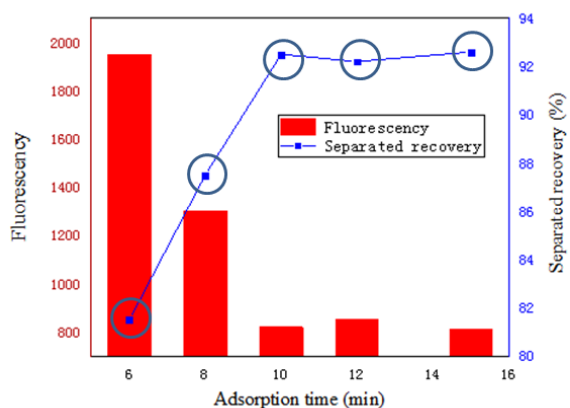 2000
1800
1600
1400
1200
1000
800
Fluorescency
94
92
90
88
86
84
82
80
Separated recovery (%)
Fluorescency
Separated recovery
6 8 10 12 14 16
Adsorption time (min)